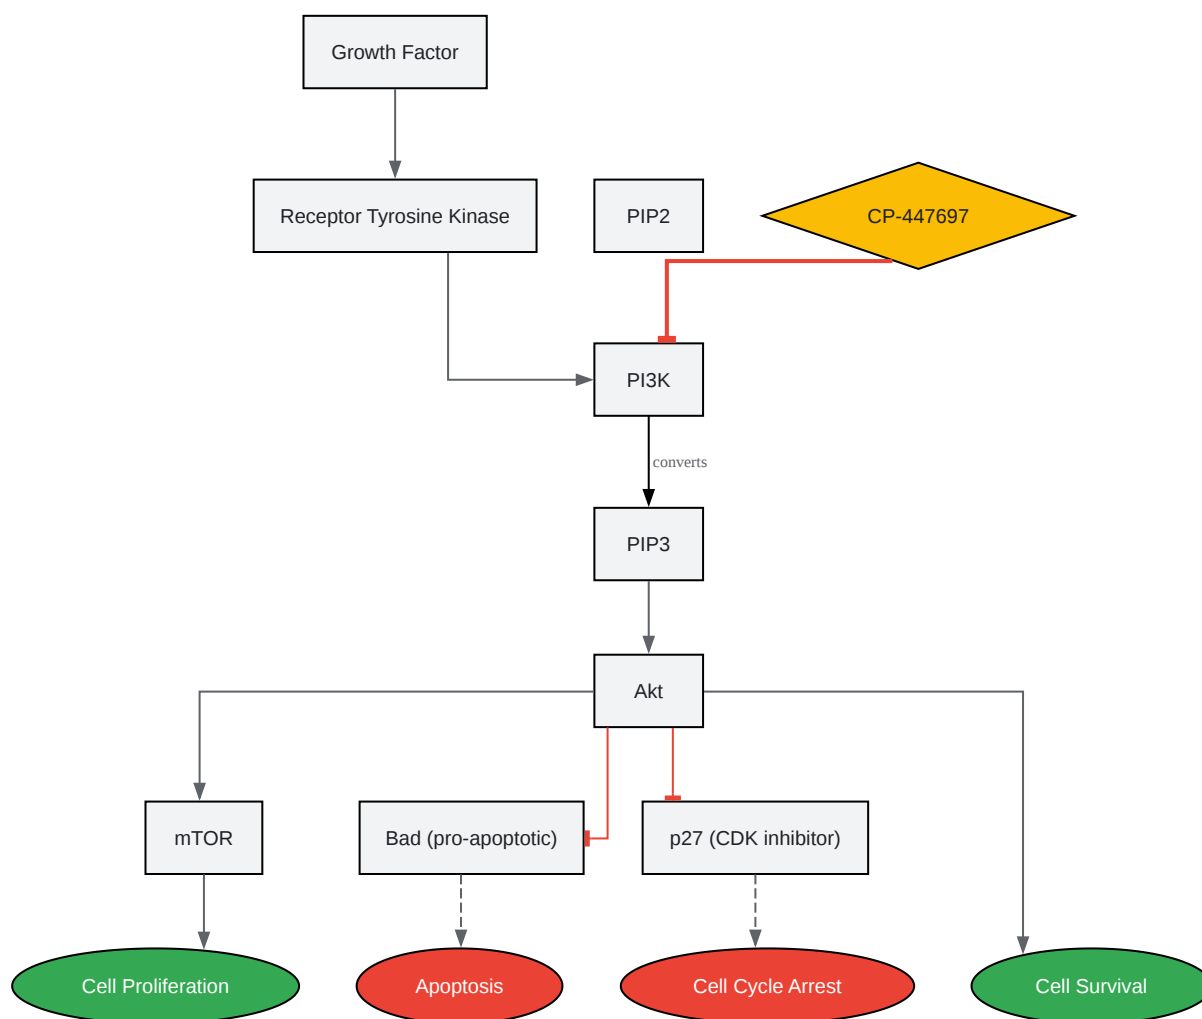 Growth Factor
Receptor Tyrosine Kinase
PIP2
CP-447697
PI3K
converts
PIP3
Akt
mTOR
Bad (pro-apoptotic)
p27 (CDK inhibitor)
Cell Proliferation
Apoptosis
Cell Cycle Arrest
Cell Survival